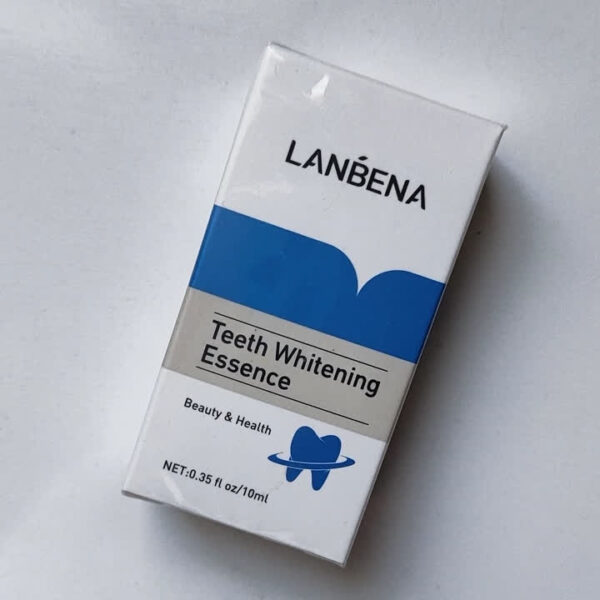 LANBENA
Teeth Whitening
Essence
Beauty & Health
NET:0.35 fl oz/10ml